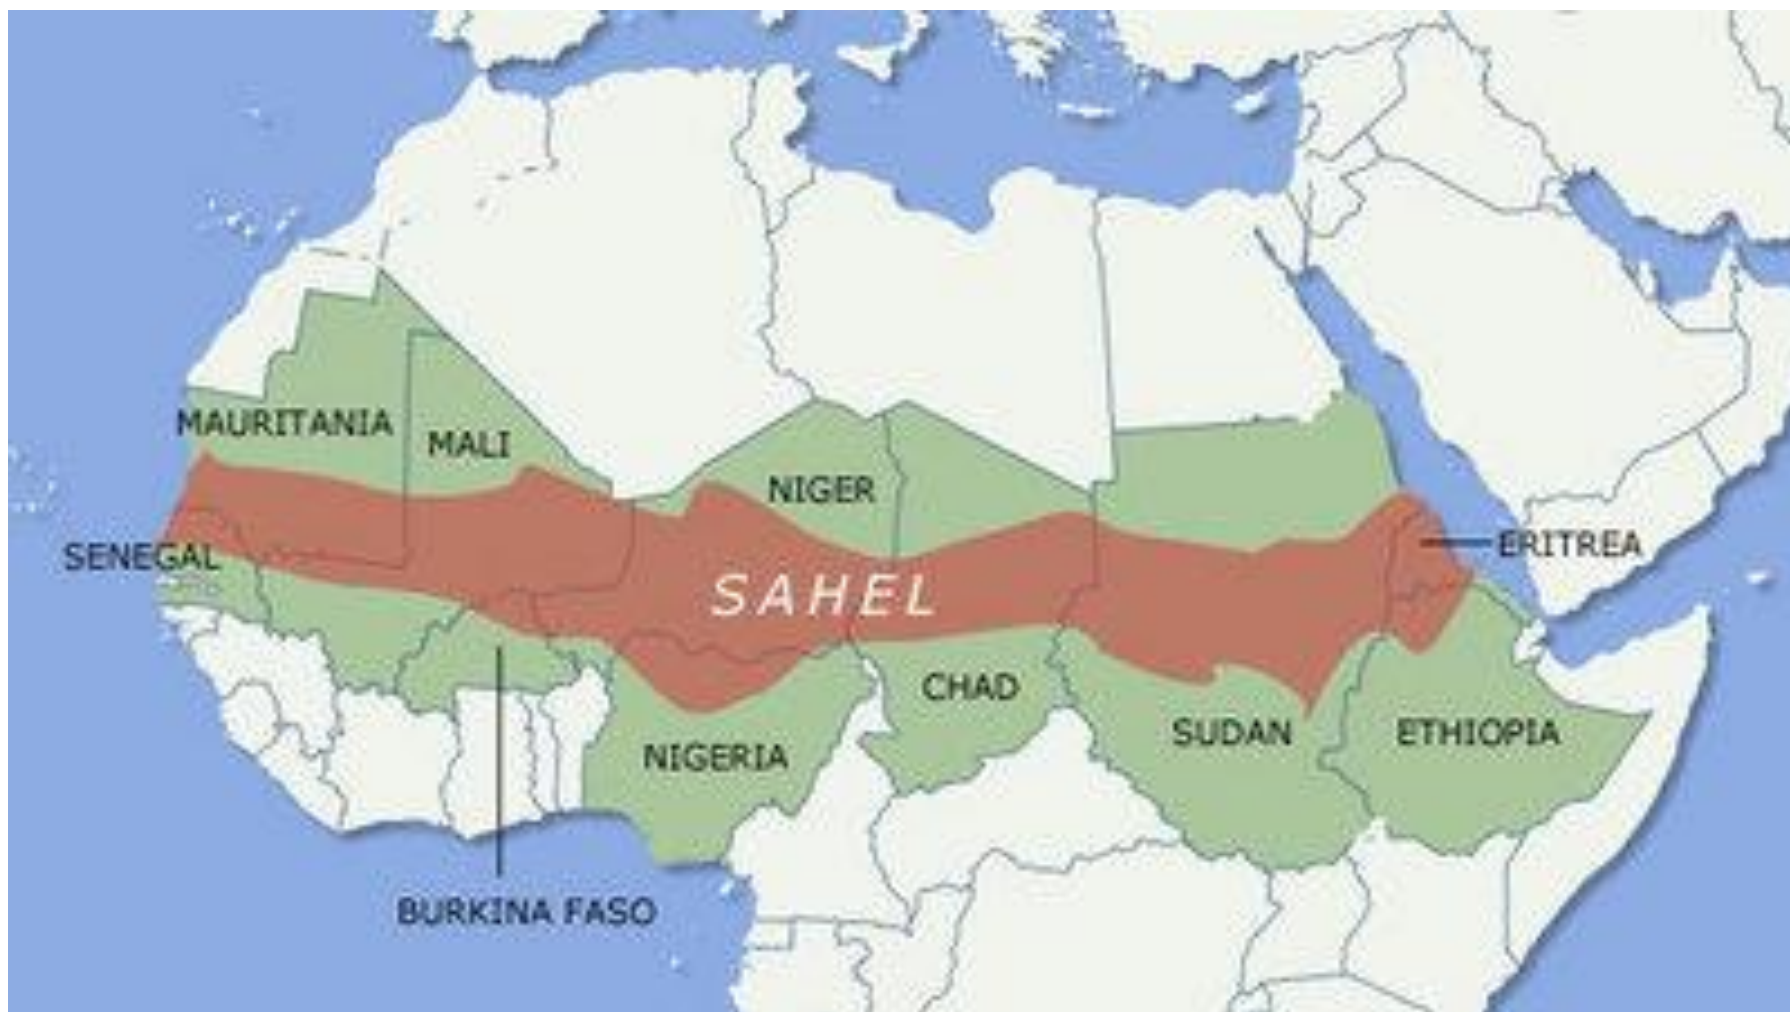 MAURITANIA
MALI
NIGER
SENEGAL
ERITREA
SAHEL
CHAD
SUDAN
ETHIOPIA
NIGERIA
BURKINA FASO